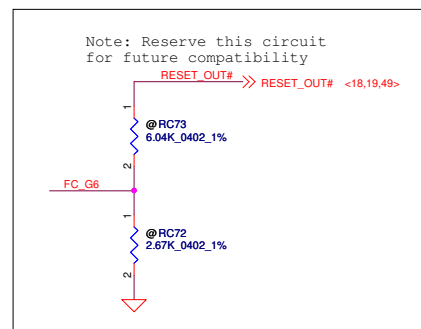 Note: Reserve this circuit
for future compatibility
RESET_OUT#
RESET_OUT# <18,19,49>
1
@RC73
6.04K_0402_1%
2
FC_G6
1
@RC72
2.67K_0402_1%
2